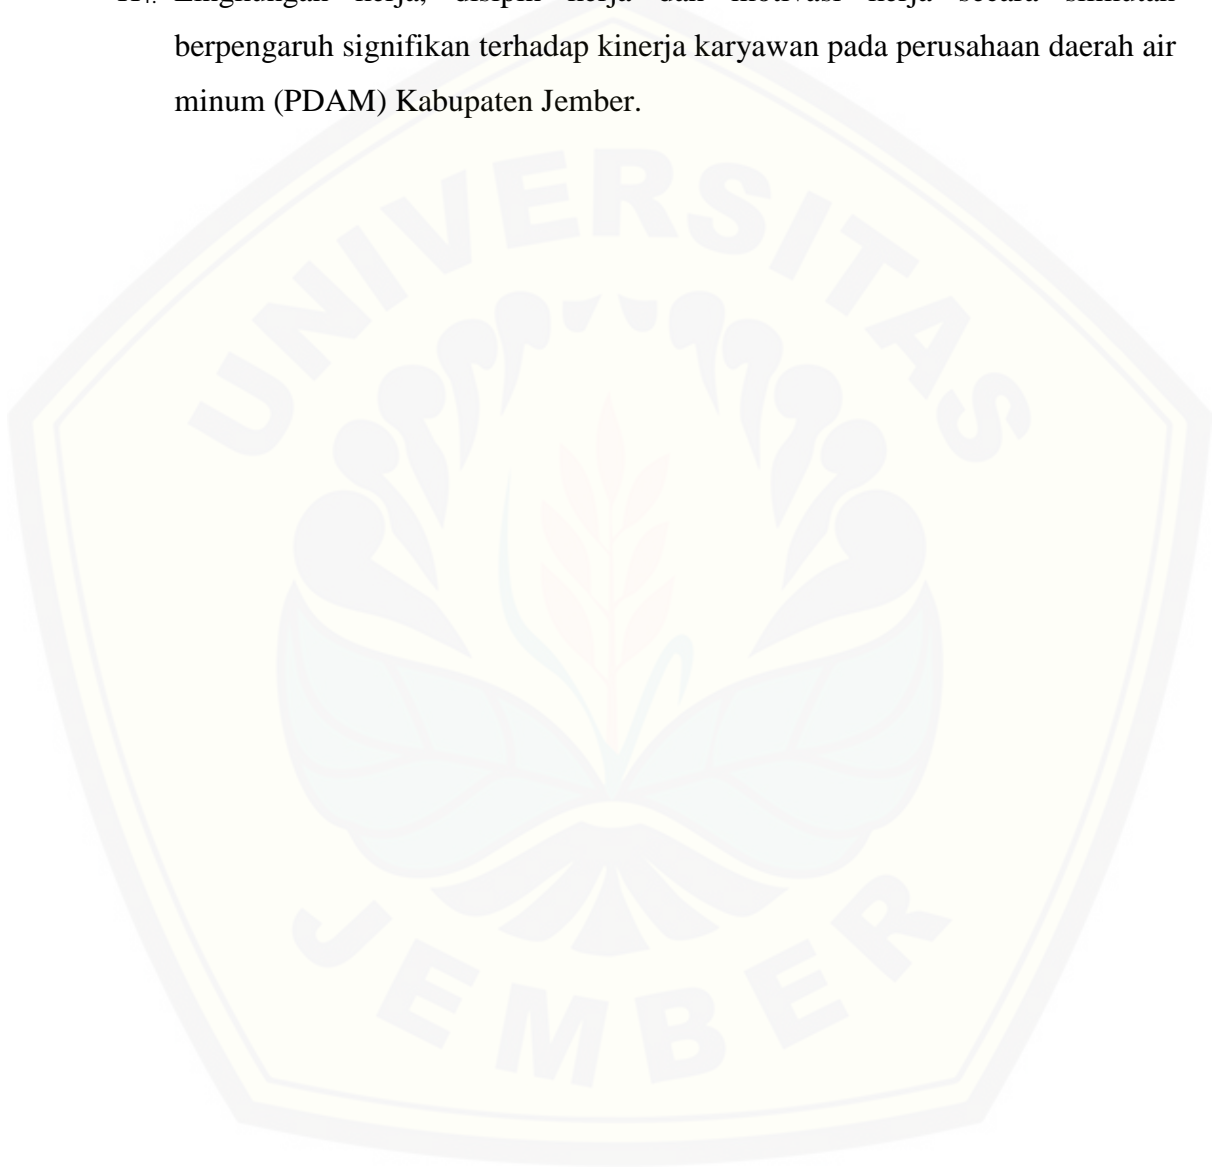 Lingkungan kerja, disiplin kerja dan motivasi kerja secara simultan
berpengaruh signifikan terhadap kinerja karyawan pada perusahaan daerah air
minum (PDAM) Kabupaten Jember.
UNIVERSITAS
JEMBER